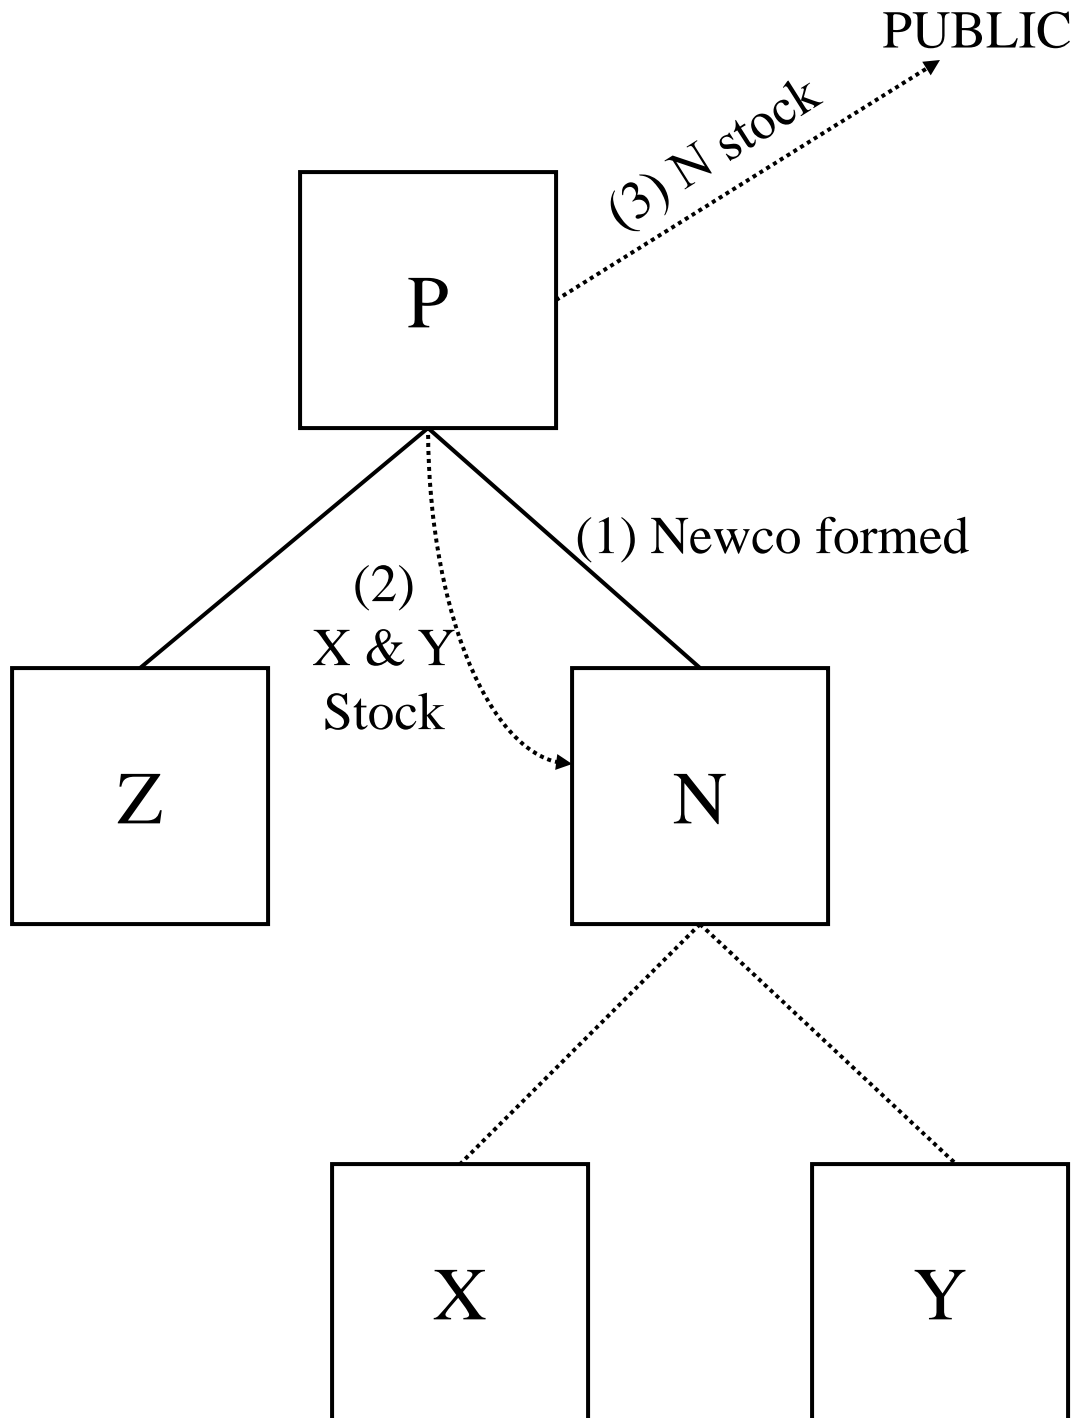 PUBLIC
(3) N stock
P
(1) Newco formed
(2)
X & Y
Stock
Z
N
X
Y